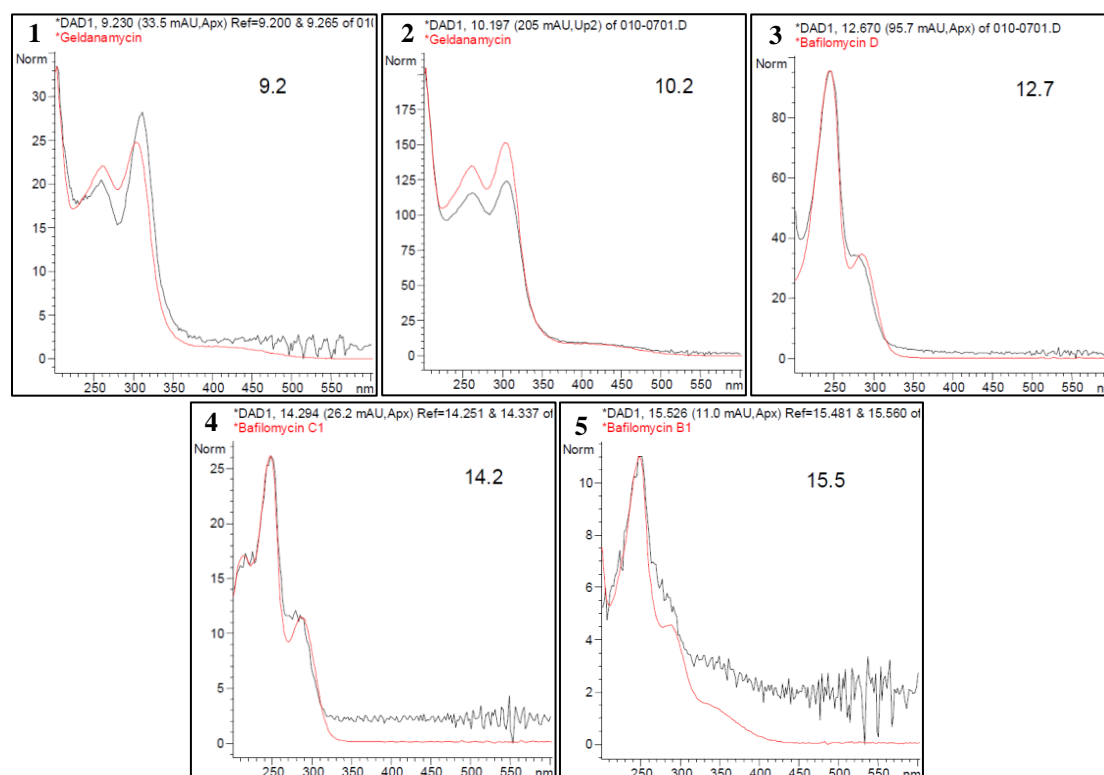 1
*DAD1, 9.230 (33.5 mAU,Apx) Ref=9.200 & 9.265 of 010
*Geldanamycin
Norm
9.2
30
25
20
15
10
5
0
250 300 350 400 450 500 550 nm
2
*DAD1, 10.197 (205 mAU,Up2) of 010-0701.D
*Geldanamycin
Norm
10.2
175
150
125
100
75
50
25
0
250 300 350 400 450 500 550 nm
3
*DAD1, 12.670 (95.7 mAU,Apx) of 010-0701.D
*Bafilomycin D
Norm
12.7
80
60
40
20
0
250 300 350 400 450 500 550 nm
4
*DAD1, 14.294 (26.2 mAU,Apx) Ref=14.251 & 14.337 of
*Bafilomycin C1
Norm
14.2
25
20
15
10
5
0
250 300 350 400 450 500 550 nm
5
*DAD1, 15.526 (11.0 mAU,Apx) Ref=15.481 & 15.560 of
*Bafilomycin B1
Norm
15.5
10
8
6
4
2
0
250 300 350 400 450 500 550 nm